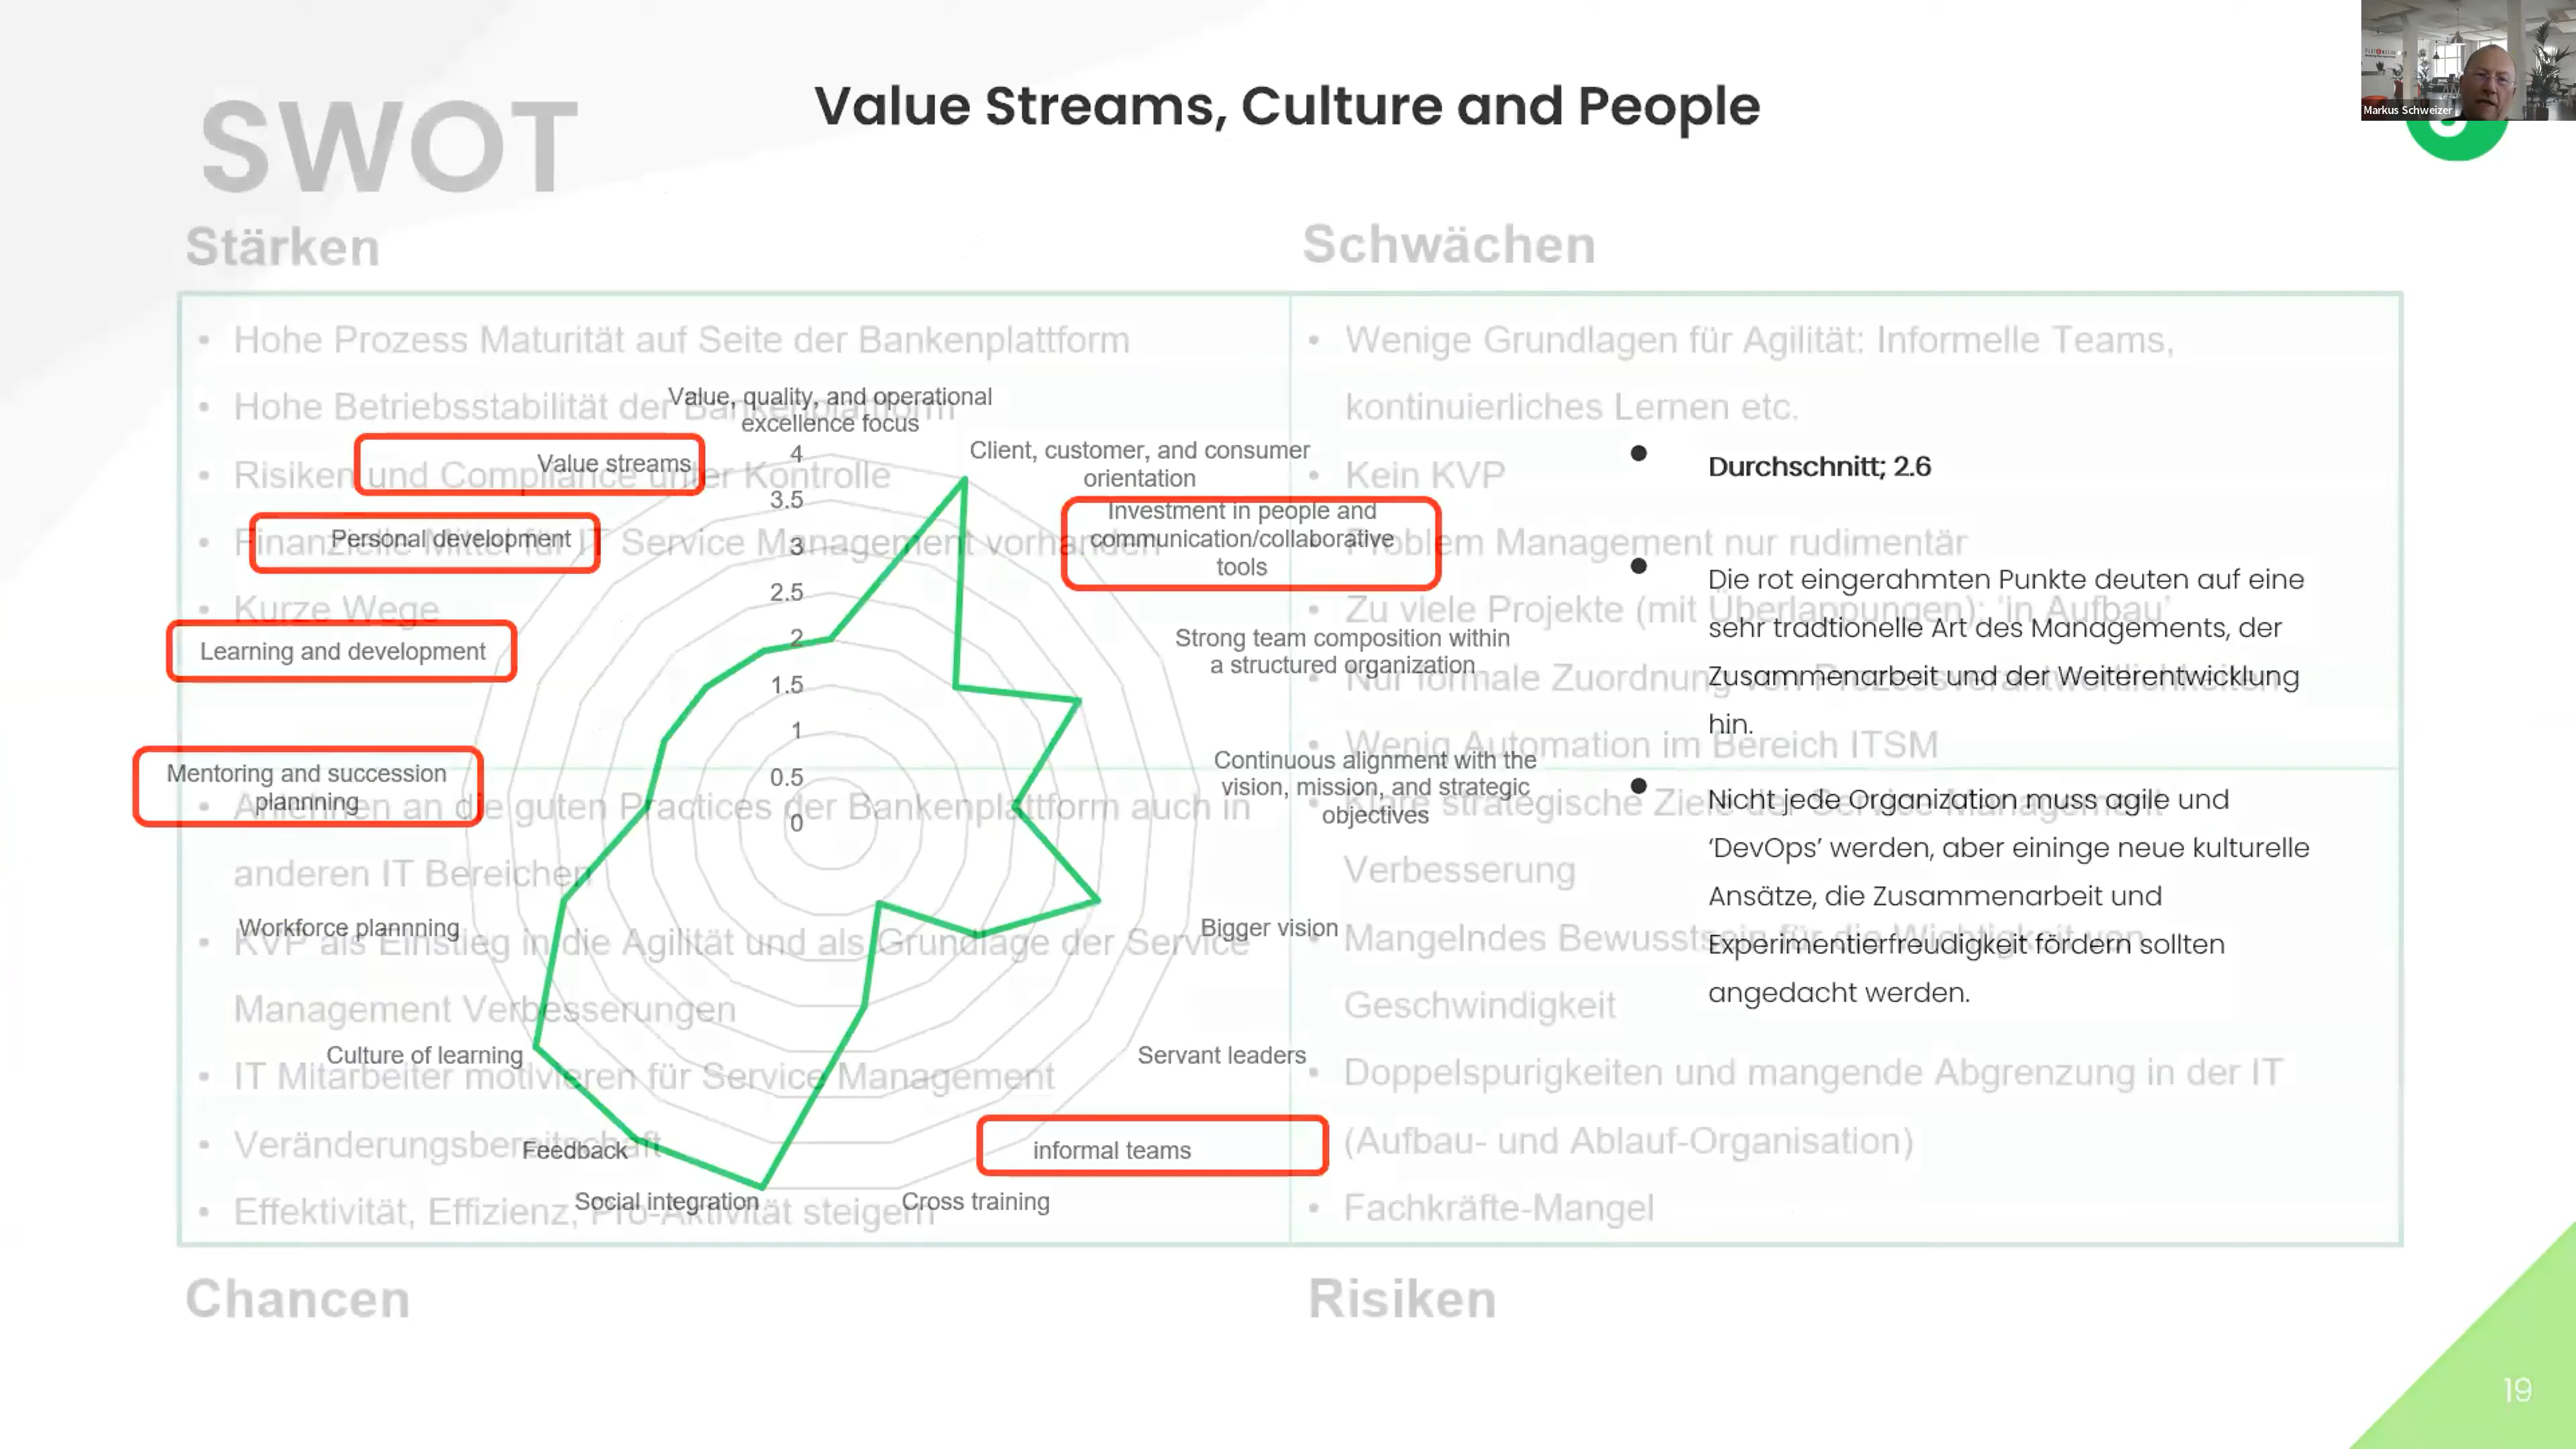 Markus Schweizer
SWOT
Value Streams, Culture and People
Stärken
Schwächen
Hohe Prozess Maturität auf Seite der Bankenplattform
Hohe Betriebsstabilität der Bankenplattform
Risiken und Compliance unter Kontrolle
Finanzielle Mittel für IT Service Management vorhanden
Kurze Wege
Wenige Grundlagen für Agilität: Informelle Teams,
kontinuierliches Lernen etc.
Kein KVP
Problem Management nur rudimentär
Zu viele Projekte (mit Überlappungen); 'in Aufbau'
Nur formale Zuordnung von Prozessverantwortlichkeiten
Wenig Automation im Bereich ITSM
Anlehnen an die guten Practices der Bankenplattform auch in
anderen IT Bereichen
KVP als Einstieg in die Agilität und als Grundlage der Service
Management Verbesserungen
IT Mitarbeiter motivieren für Service Management
Veränderungsbereitschaft
Effektivität, Effizienz, Pro-Aktivität steigern
strategische Ziele der Service Management
Verbesserung
Mangelndes Bewusstsein für die Wichtigkeit von
Geschwindigkeit
Doppelspurigkeiten und mangende Abgrenzung in der IT
(Aufbau- und Ablauf-Organisation)
Fachkräfte-Mangel
Chancen
Risiken
Value, quality, and operational
excellence focus
Client, customer, and consumer
orientation
Investment in people and
communication/collaborative
tools
Strong team composition within
a structured organization
Continuous alignment with the
vision, mission, and strategic
objectives
Bigger vision
Servant leaders
informal teams
Cross training
Social integration
Feedback
Culture of learning
Workforce plannning
Mentoring and succession
plannning
Learning and development
Personal development
Value streams
4
3.5
3
2.5
2
1.5
1
0.5
0
Durchschnitt; 2.6
Die rot eingerahmten Punkte deuten auf eine
sehr tradtionelle Art des Managements, der
Zusammenarbeit und der Weiterentwicklung
hin.
Nicht jede Organization muss agile und
‘DevOps’ werden, aber eininge neue kulturelle
Ansätze, die Zusammenarbeit und
Experimentierfreudigkeit fördern sollten
angedacht werden.
19